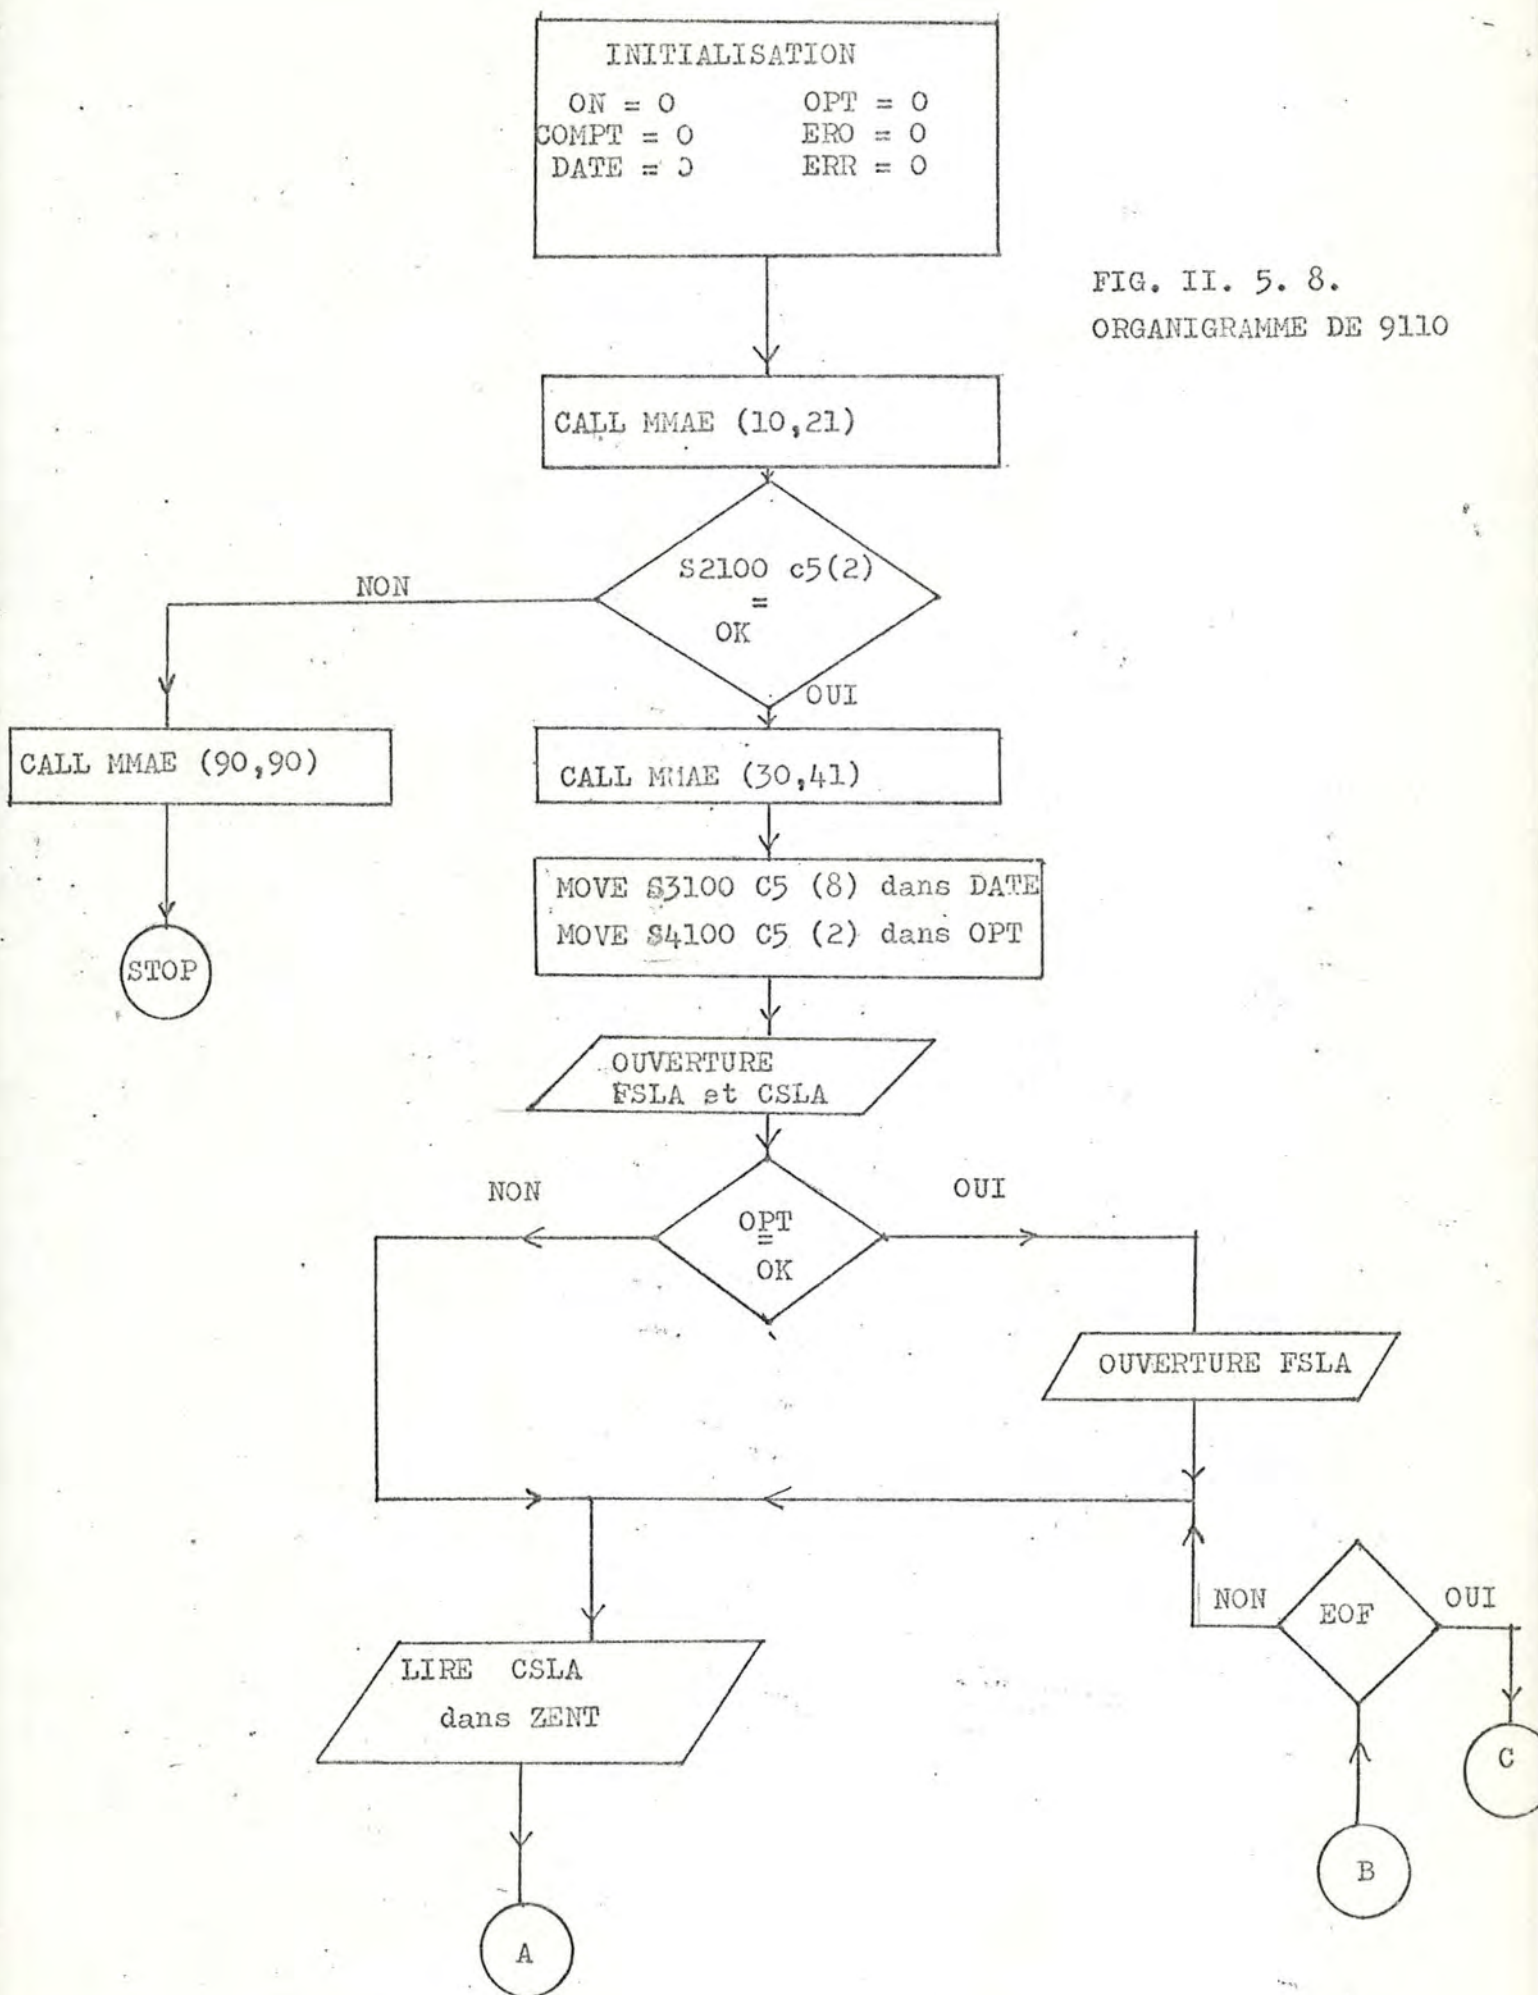 INITIALISATION
ON = 0 OPT = 0
COMPT = 0 ERO = 0
DATE = 0 ERR = 0
FIG. II. 5. 8.
ORGANIGRAMME DE 9110
CALL MMAE (10,21)
S2100 c5(2)
=
OK
NON
OUI
CALL MMAE (90,90)
CALL MMAE (30,41)
MOVE S3100 C5 (8) dans DATE
MOVE S4100 C5 (2) dans OPT
STOP
OUVERTURE
FSLA et CSLA
NON
OUI
OPT
=
OK
OUVERTURE FSLA
NON
EOF
OUI
LIRE CSLA
dans ZENT
C
B
A